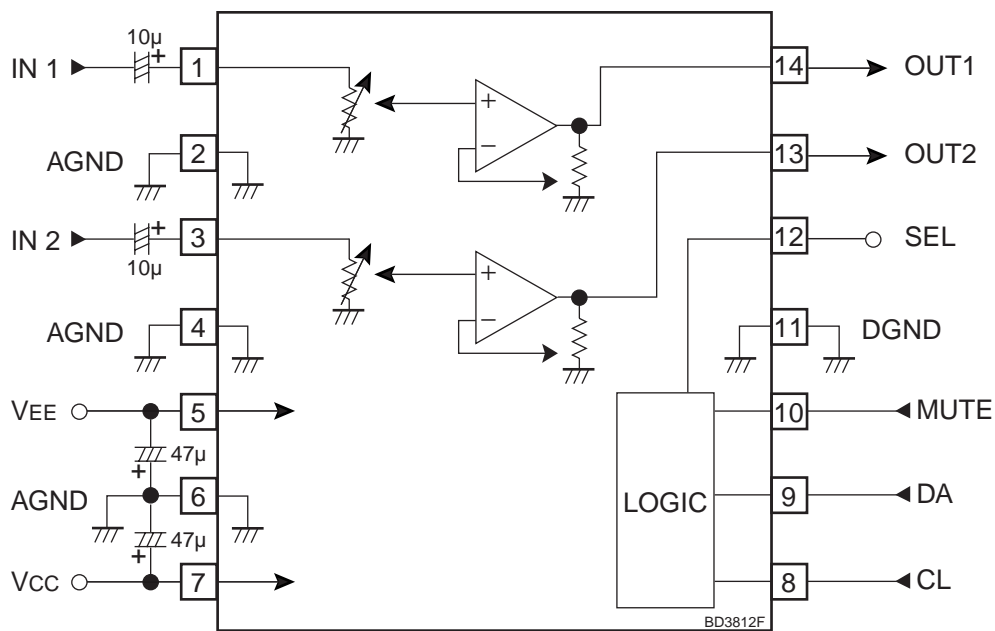 10µ
+
IN 1
1
+
−
14
OUT1
AGND
2
13
OUT2
IN 2
+
10µ
3
+
−
12
SEL
AGND
4
11
DGND
VEE
5
10
MUTE
47µ
+
AGND
6
LOGIC
9
DA
47µ
+
VCC
7
8
CL
BD3812F